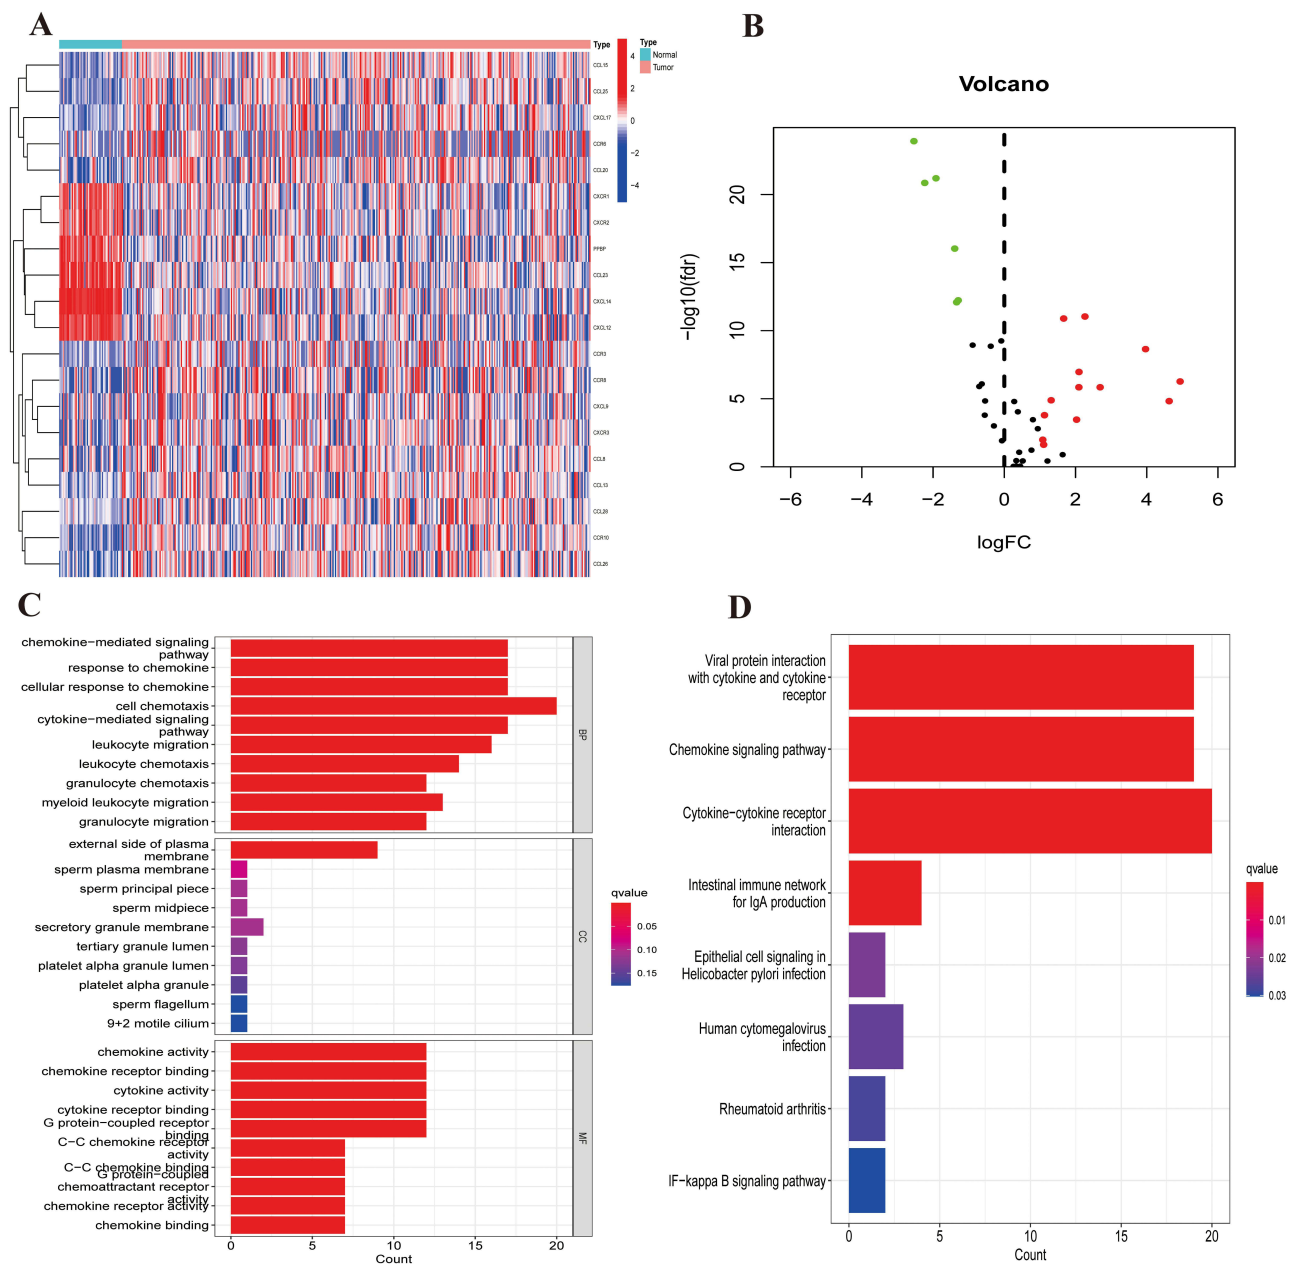 A
Type
Type
Normal
Tumor
4
2
0
−2
−4
CCL15
CCL25
CXCL17
CCR6
CCL20
CXCR1
CXCR2
PPBP
CCL23
CXCL14
CXCL12
CCR3
CCR8
CXCL9
CXCR3
CCL8
CCL13
CCL28
CCR10
CCL26
B
Volcano
−log10(fdr)
20
15
10
5
0
−6
−4
−2
0
2
4
6
logFC
C
chemokine−mediated signaling
pathway
response to chemokine
cellular response to chemokine
cell chemotaxis
cytokine−mediated signaling
pathway
leukocyte migration
leukocyte chemotaxis
granulocyte chemotaxis
myeloid leukocyte migration
granulocyte migration
BP
external side of plasma
membrane
sperm plasma membrane
sperm principal piece
sperm midpiece
secretory granule membrane
tertiary granule lumen
platelet alpha granule lumen
platelet alpha granule
sperm flagellum
9+2 motile cilium
CC
chemokine activity
chemokine receptor binding
cytokine activity
cytokine receptor binding
G protein−coupled receptor
binding
C−C chemokine receptor
activity
C−C chemokine binding
G protein−coupled
chemoattractant receptor
activity
chemokine receptor activity
chemokine binding
MF
0
5
10
15
20
Count
qvalue
0.05
0.10
0.15
D
Viral protein interaction
with cytokine and cytokine
receptor
Chemokine signaling pathway
Cytokine−cytokine receptor
interaction
Intestinal immune network
for IgA production
Epithelial cell signaling in
Helicobacter pylori infection
Human cytomegalovirus
infection
Rheumatoid arthritis
IF−kappa B signaling pathway
0
5
10
15
20
Count
qvalue
0.01
0.02
0.03